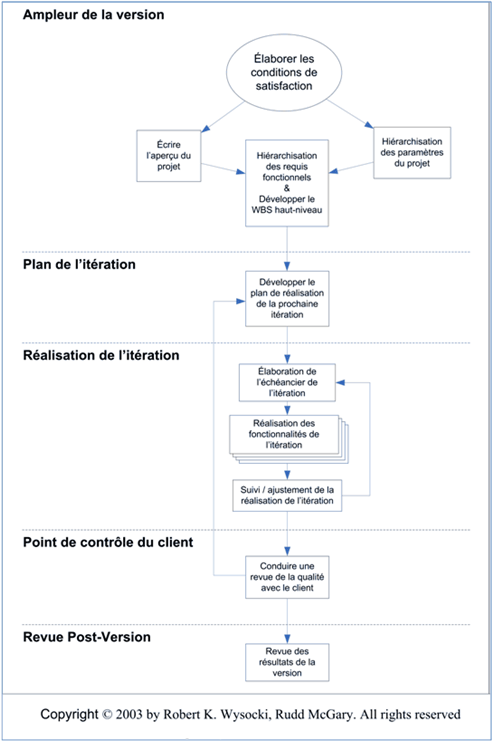 Ampleur de la version
Élaborer les
conditions de
satisfaction
Écrire
l'aperçu du
projet
Hiérarchisation
des requis
fonctionnels
&
Développer le
WBS haut-niveau
Hiérarchisation
des paramètres
du projet
Plan de l'itération
Développer le
plan de réalisation
de la prochaine
itération
Réalisation de l'itération
Élaboration de
l'échéancier de
l'itération
Réalisation des
fonctionnalités de
l'itération
Suivi / ajustement de la
réalisation de l'itération
Point de contrôle du client
Conduire une
revue de la qualité
avec le client
Revue Post-Version
Revue des
résultats de la
version
Copyright © 2003 by Robert K. Wysocki, Rudd McGary. All rights reserved